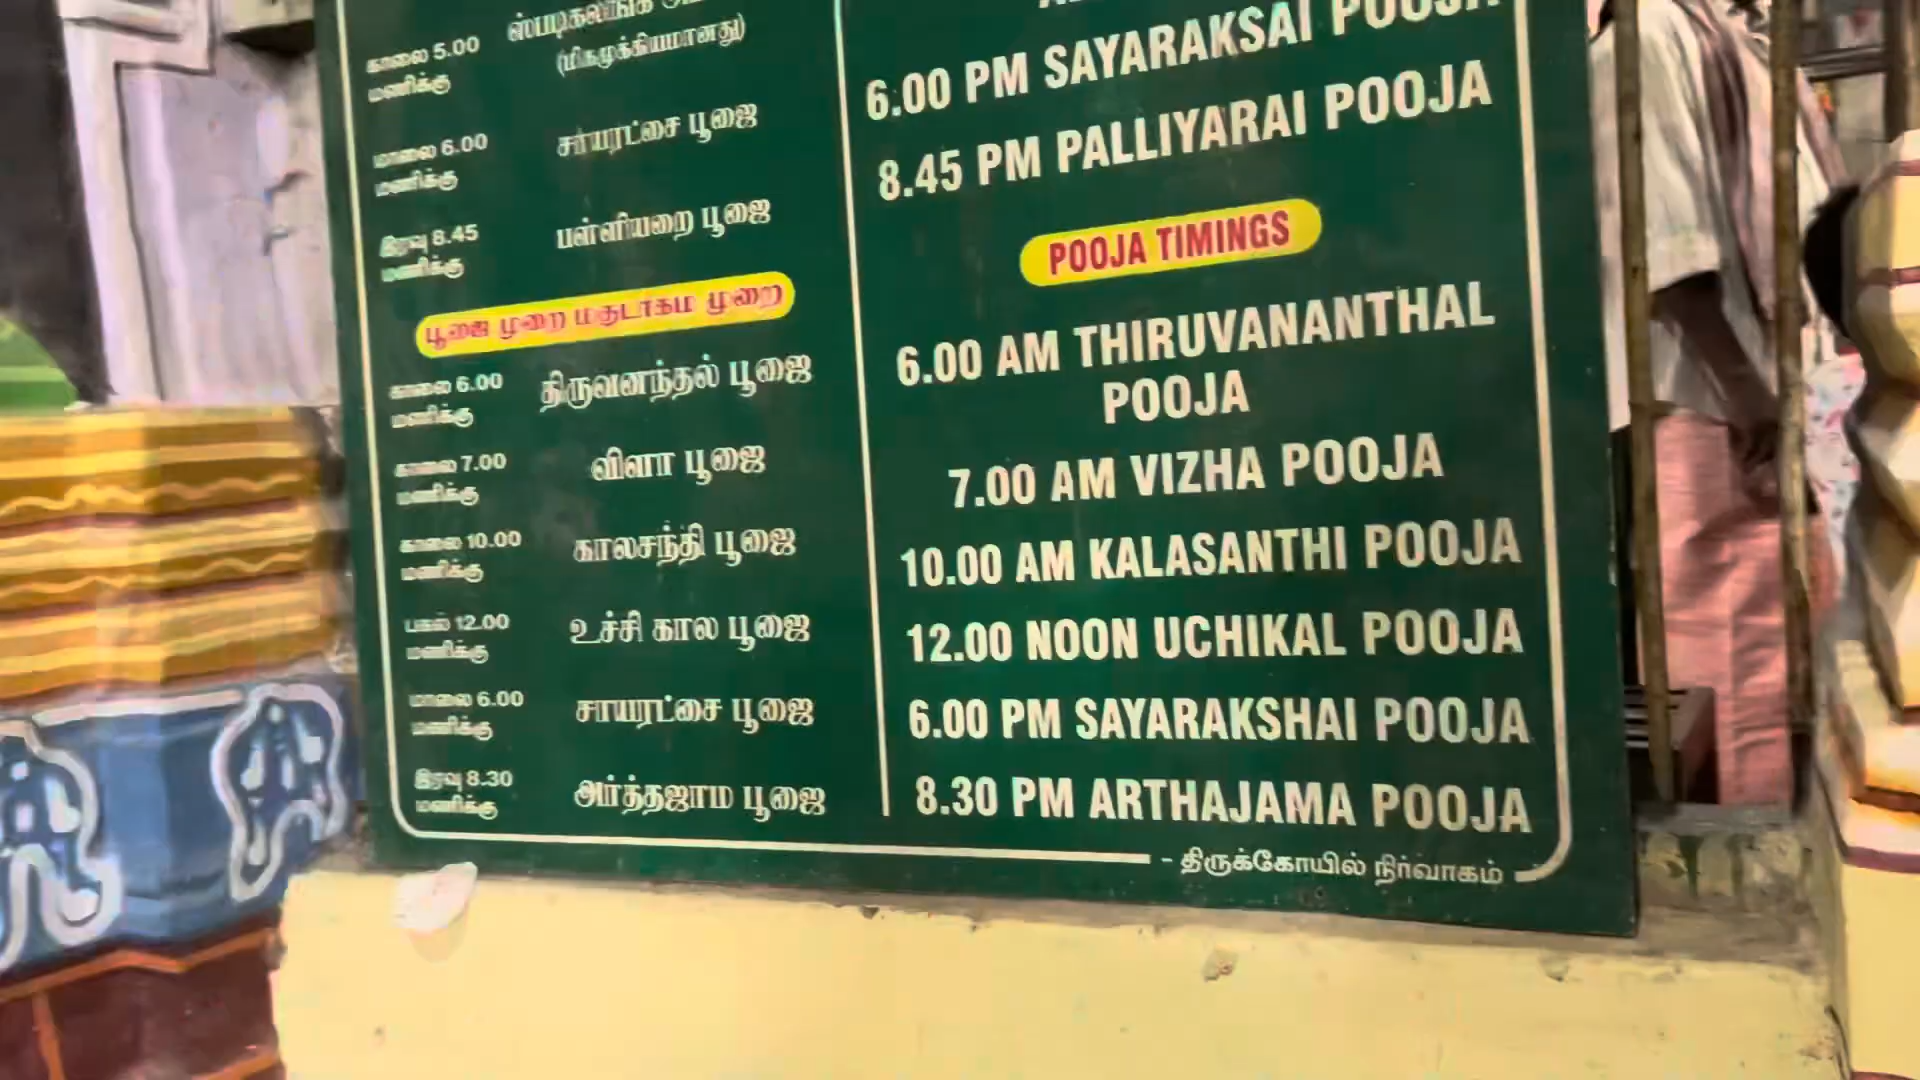 காலை 5.00
மணிக்கு
(மிகமுக்கியமானது)
மாலை 6.00
மணிக்கு
சாயரட்சை பூஜை
இரவு 8.45
மணிக்கு
பள்ளியறை பூஜை
பூஜை முறை மகுடாகம முறை
காலை 6.00
மணிக்கு
திருவனந்தல் பூஜை
காலை 7.00
மணிக்கு
விளா பூஜை
காலை 10.00
மணிக்கு
காலசந்தி பூஜை
பகல் 12.00
மணிக்கு
உச்சி கால பூஜை
மாலை 6.00
மணிக்கு
சாயரட்சை பூஜை
இரவு 8.30
மணிக்கு
அர்த்தஜாம பூஜை
6.00 PM SAYARAKSAI POOJA
8.45 PM PALLIYARAI POOJA
POOJA TIMINGS
6.00 AM THIRUVANANTHAL
POOJA
7.00 AM VIZHA POOJA
10.00 AM KALASANTHI POOJA
12.00 NOON UCHIKAL POOJA
6.00 PM SAYARAKSHAI POOJA
8.30 PM ARTHAJAMA POOJA
- திருக்கோயில் நிர்வாகம்